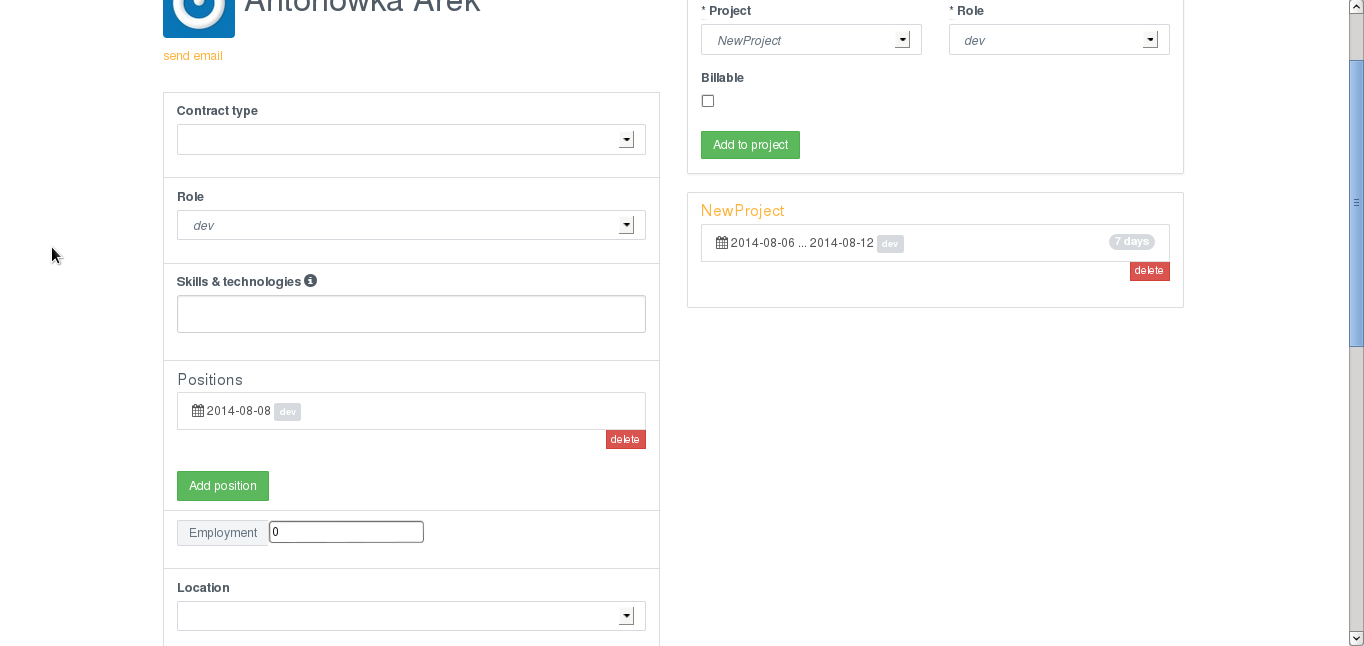 Antonowka Arek
send email
Contract type
Role
dev
Skills & technologies
Positions
2014-08-08 dev
delete
Add position
Employment 0
Location
* Project
NewProject
* Role
dev
Billable
Add to project
NewProject
2014-08-06 ... 2014-08-12 dev 7 days
delete